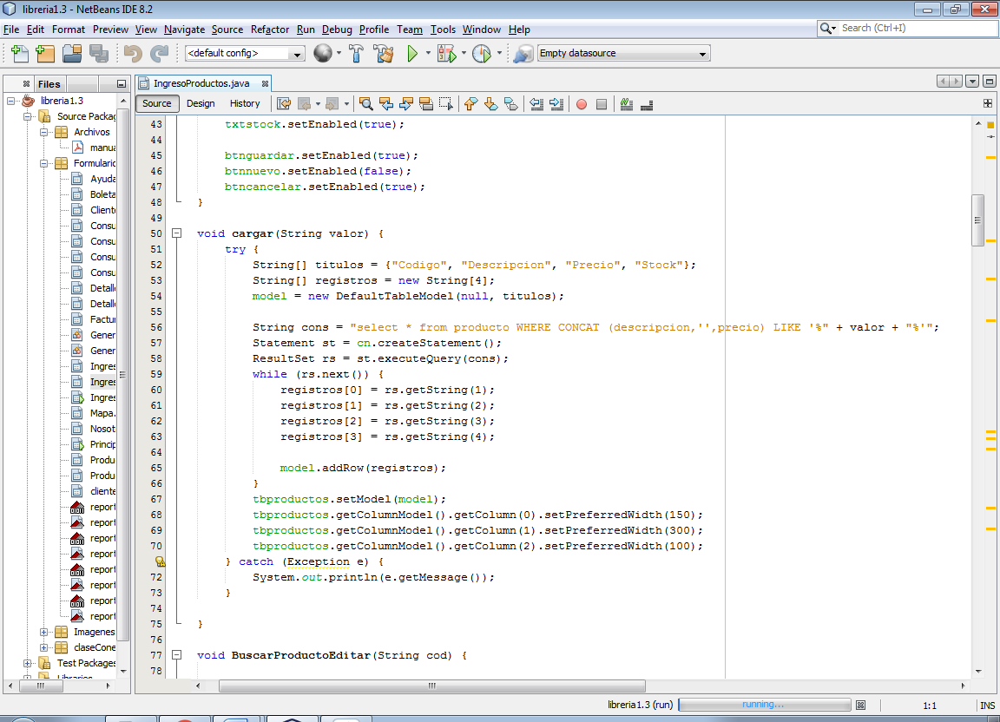 libreria1.3 - NetBeans IDE 8.2
File Edit Format Preview View Navigate Source Refactor Run Debug Profile Team Tools Window Help
Search (Ctrl+I)
<default config>
Empty datasource
Files
IngresoProductos.java
Source Design History
libreria1.3
Source Packag
Archivos
manua
Formulario
Ayuda
Boleta
Cliente
Consu
Consu
Consu
Consu
Detall
Detall
Factur
Gener
Gener
Ingres
Ingres
Ingres
Mapa.
Nosot
Princip
Produ
Produ
cliente
report
report
report
report
report
report
report
report
Imagenes
claseCone
Test Packages
Libraries
43 txtstock.setEnabled(true);
44
45 btnguardar.setEnabled(true);
46 btnnuevo.setEnabled(false);
47 btncancelar.setEnabled(true);
48 }
49
50 void cargar(String valor) {
51 try {
52 String[] titulos = {"Codigo", "Descripcion", "Precio", "Stock"};
53 String[] registros = new String[4];
54 model = new DefaultTableModel(null, titulos);
55
56 String cons = "select * from producto WHERE CONCAT (descripcion,'',precio) LIKE '%" + valor + "%'";
57 Statement st = cn.createStatement();
58 ResultSet rs = st.executeQuery(cons);
59 while (rs.next()) {
60 registros[0] = rs.getString(1);
61 registros[1] = rs.getString(2);
62 registros[2] = rs.getString(3);
63 registros[3] = rs.getString(4);
64
65 model.addRow(registros);
66 }
67 tbproductos.setModel(model);
68 tbproductos.getColumnModel().getColumn(0).setPreferredWidth(150);
69 tbproductos.getColumnModel().getColumn(1).setPreferredWidth(300);
70 tbproductos.getColumnModel().getColumn(2).setPreferredWidth(100);
} catch (Exception e) {
72 System.out.println(e.getMessage());
73 }
74
75 }
76
77 void BuscarProductoEditar(String cod) {
78
libreria1.3 (run) running... 1:1 INS